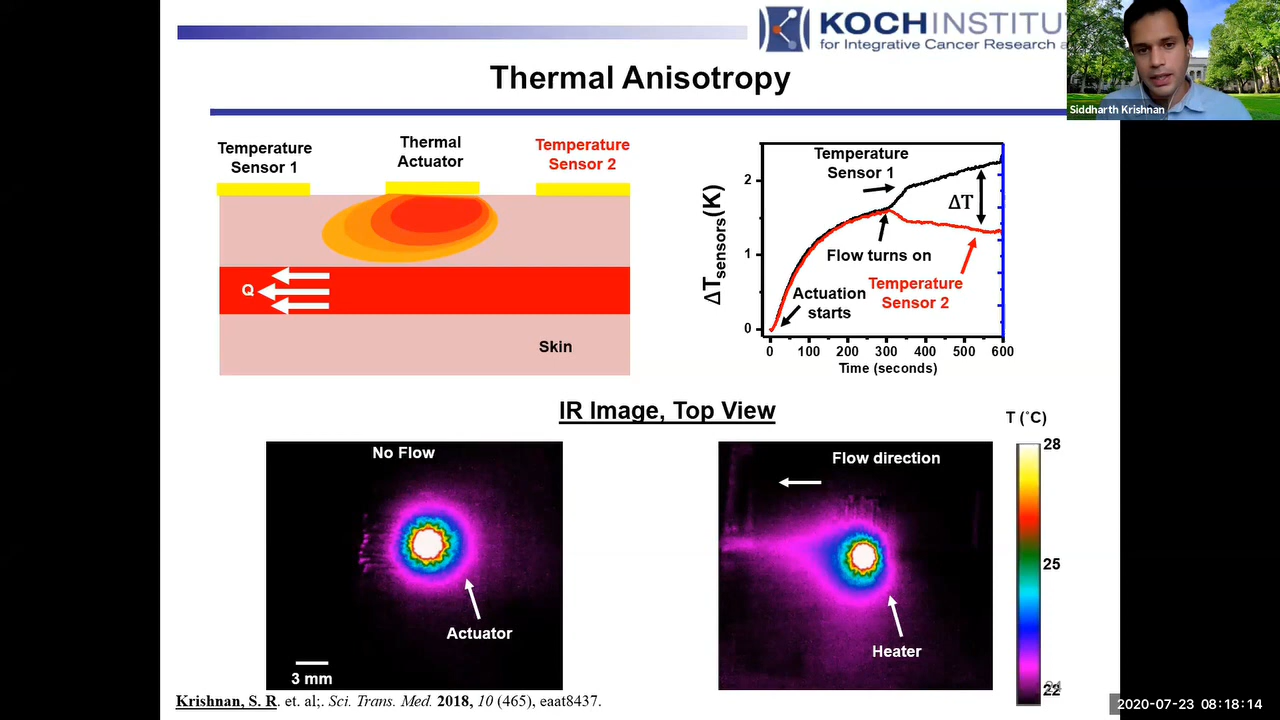 KOCH INSTITU
for Integrative Cancer Research a
Siddharth Krishnan
Thermal Anisotropy
Temperature
Sensor 1
Thermal
Actuator
Temperature
Sensor 2
Q
Skin
ΔTsensors(K)
2
1
0
Temperature
Sensor 1
ΔT
Flow turns on
Temperature
Sensor 2
Actuation
starts
0 100 200 300 400 500 600
Time (seconds)
IR Image, Top View
T (˚C)
28
25
22
No Flow
Actuator
3 mm
Flow direction
Heater
Krishnan, S. R. et. al;. Sci. Trans. Med. 2018, 10 (465), eaat8437.
2020-07-23 08:18:14